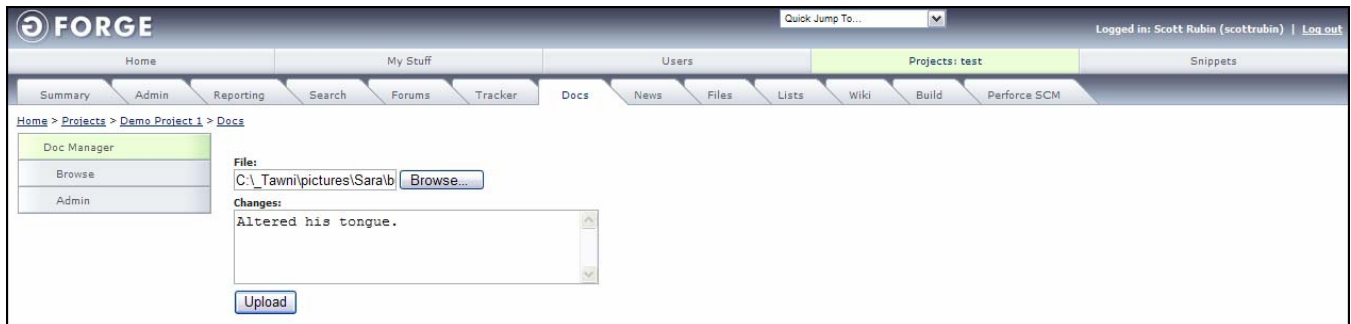 GFORGE
Quick Jump To...
Logged in: Scott Rubin (scottrubin) | Log out
Home My Stuff Users Projects: test Snippets
Summary Admin Reporting Search Forums Tracker Docs News Files Lists Wiki Build Perforce SCM
Home > Projects > Demo Project 1 > Docs
Doc Manager
Browse
Admin
File:
C:\_Tawni\pictures\Sara\b Browse...
Changes:
Altered his tongue.
Upload